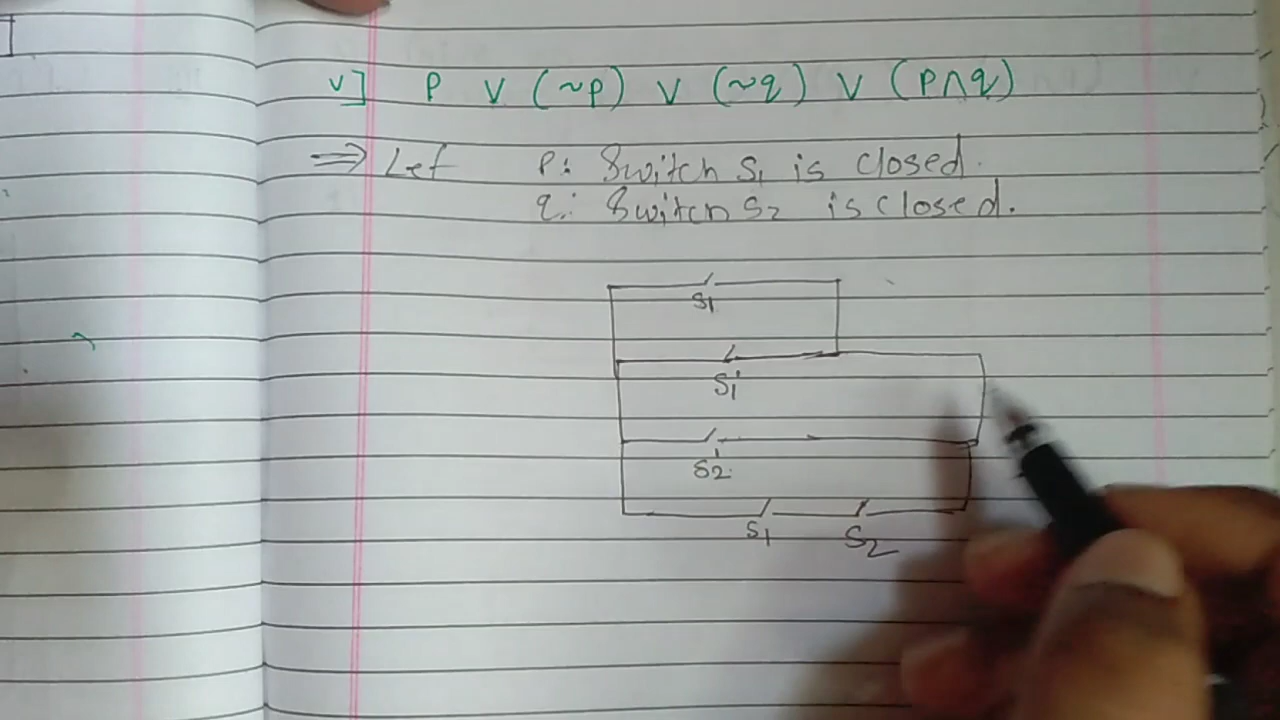 v] p ∨ (~p) ∨ (~q) ∨ (p∧q)
⇒ Let p: Switch S₁ is closed.
q: Switch S₂ is closed.
S₁
S₁'
S₂'
S₁ S₂